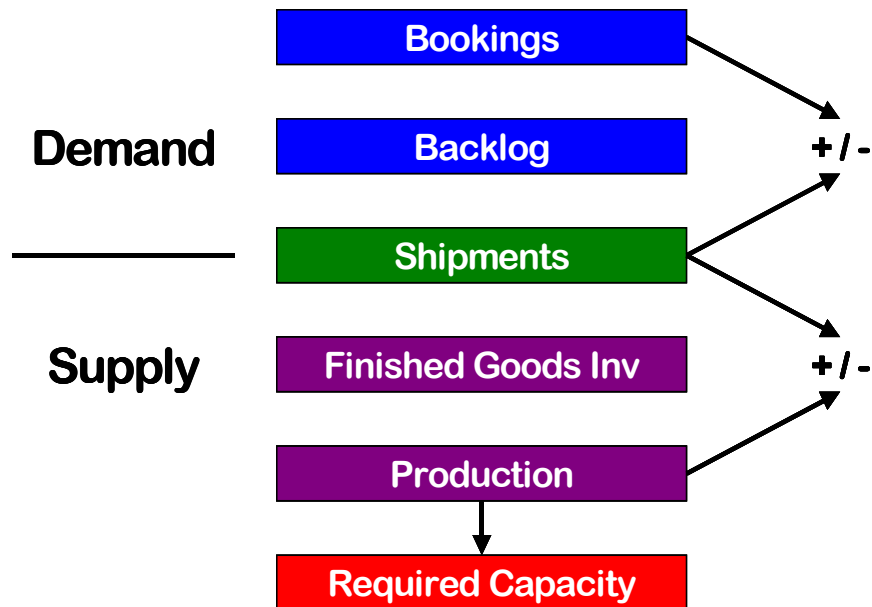 Bookings
Demand
Backlog
+ / -
Shipments
Supply
Finished Goods Inv
+ / -
Production
Required Capacity